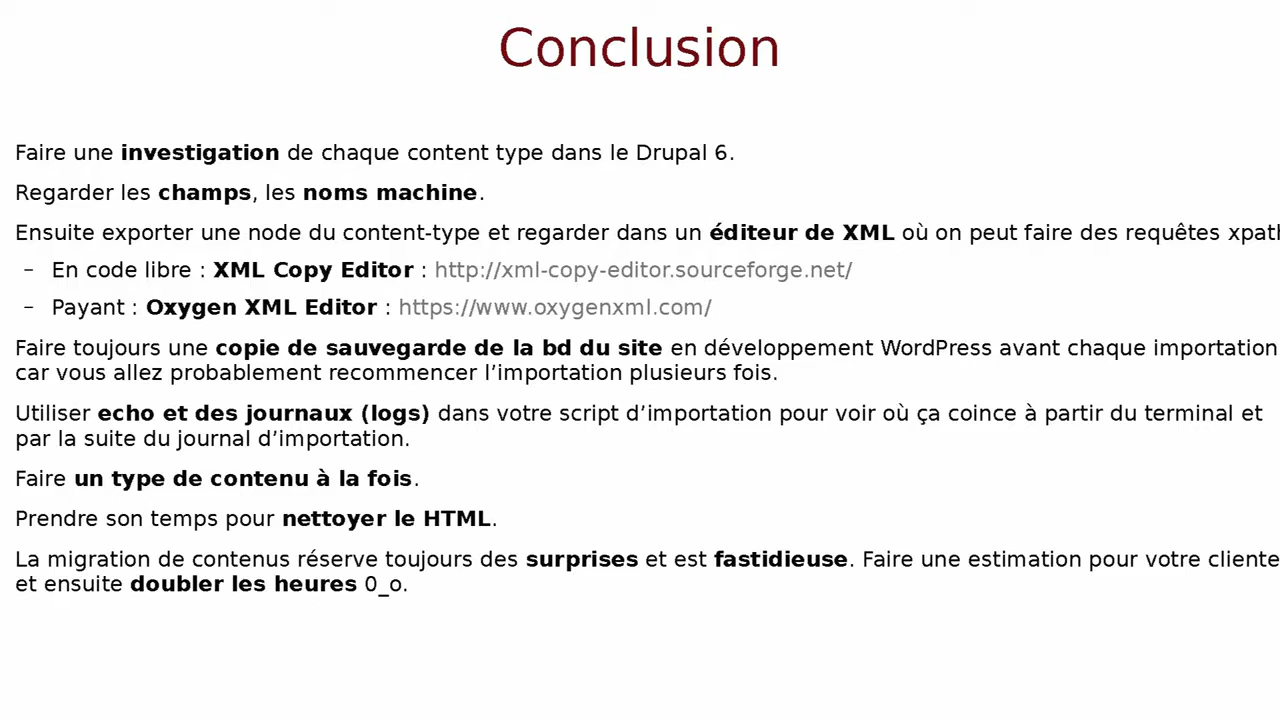 Conclusion
Faire une investigation de chaque content type dans le Drupal 6.
Regarder les champs, les noms machine.
Ensuite exporter une node du content-type et regarder dans un éditeur de XML où on peut faire des requêtes xpath
– En code libre : XML Copy Editor : http://xml-copy-editor.sourceforge.net/
– Payant : Oxygen XML Editor : https://www.oxygenxml.com/
Faire toujours une copie de sauvegarde de la bd du site en développement WordPress avant chaque importation
car vous allez probablement recommencer l’importation plusieurs fois.
Utiliser echo et des journaux (logs) dans votre script d’importation pour voir où ça coince à partir du terminal et
par la suite du journal d’importation.
Faire un type de contenu à la fois.
Prendre son temps pour nettoyer le HTML.
La migration de contenus réserve toujours des surprises et est fastidieuse. Faire une estimation pour votre cliente
et ensuite doubler les heures 0_o.